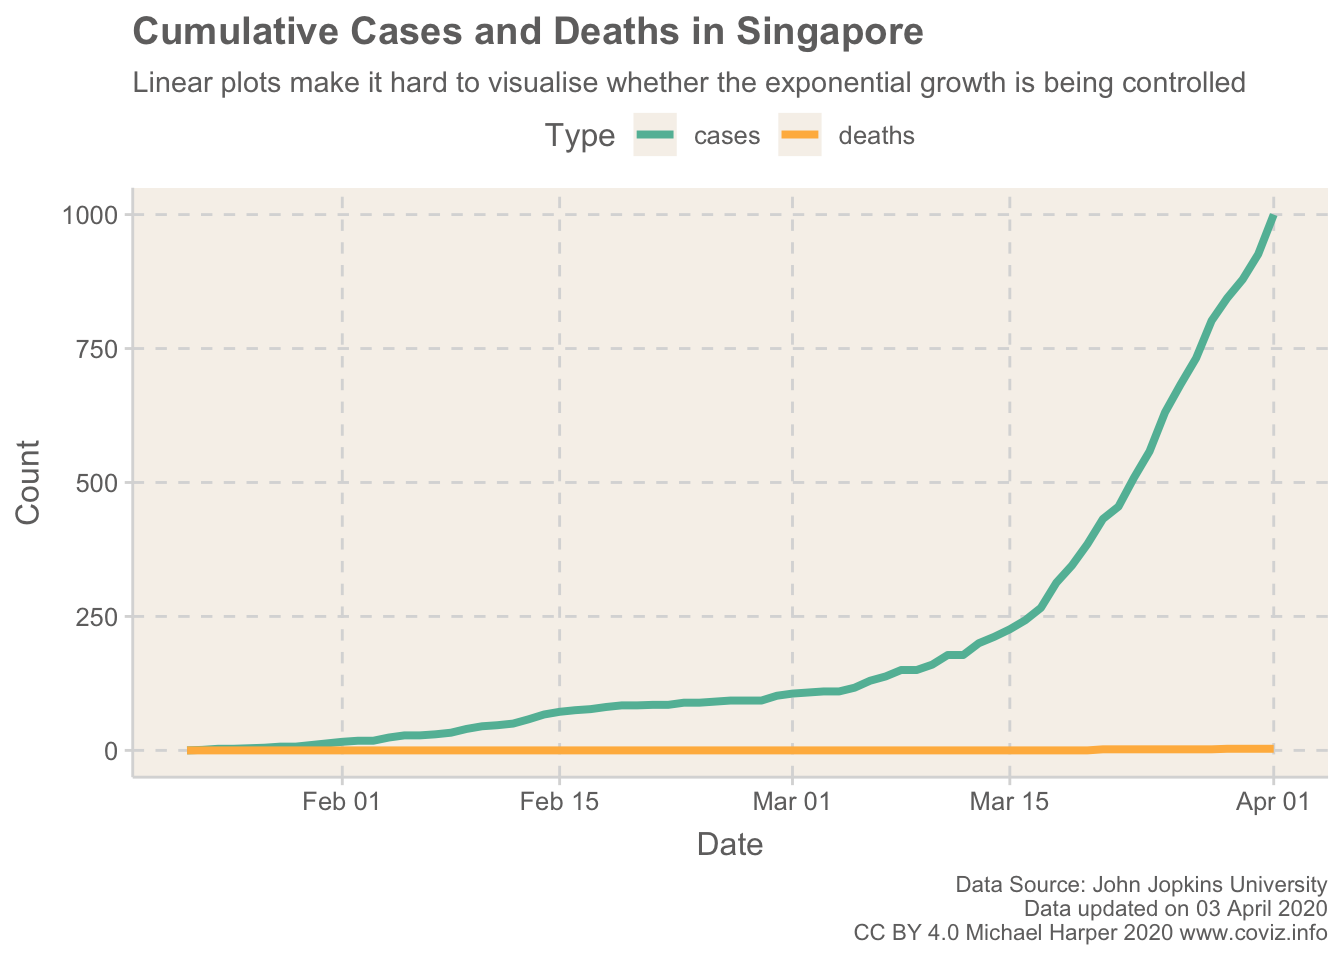 Cumulative Cases and Deaths in Singapore
Linear plots make it hard to visualise whether the exponential growth is being controlled
Type cases deaths
1000
750
500
250
0
Count
Feb 01 Feb 15 Mar 01 Mar 15 Apr 01
Date
Data Source: John Jopkins University
Data updated on 03 April 2020
CC BY 4.0 Michael Harper 2020 www.coviz.info